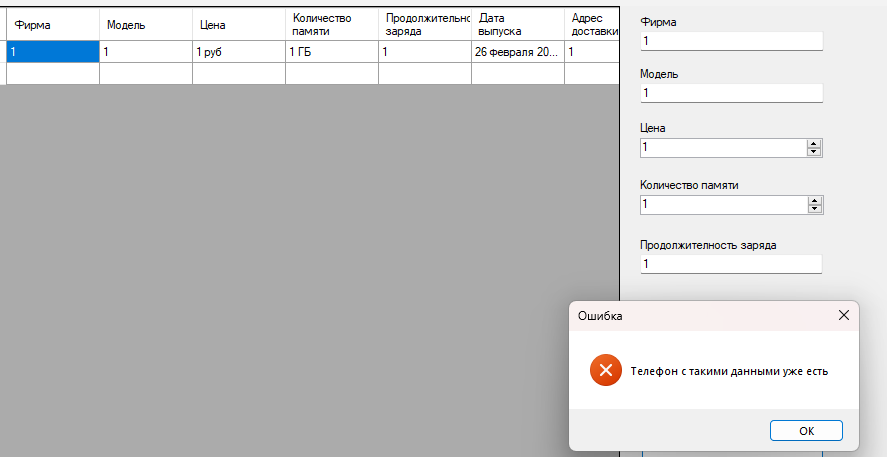 Фирма
Модель
Цена
Количество
памяти
Продолжительнс
заряда
Дата
выпуска
Адрес
доставки
1
1
1 руб
1 ГБ
1
26 февраля 20...
1
Фирма
1
Модель
1
Цена
1
Количество памяти
1
Продолжителность заряда
1
Ошибка
Телефон с такими данными уже есть
OK